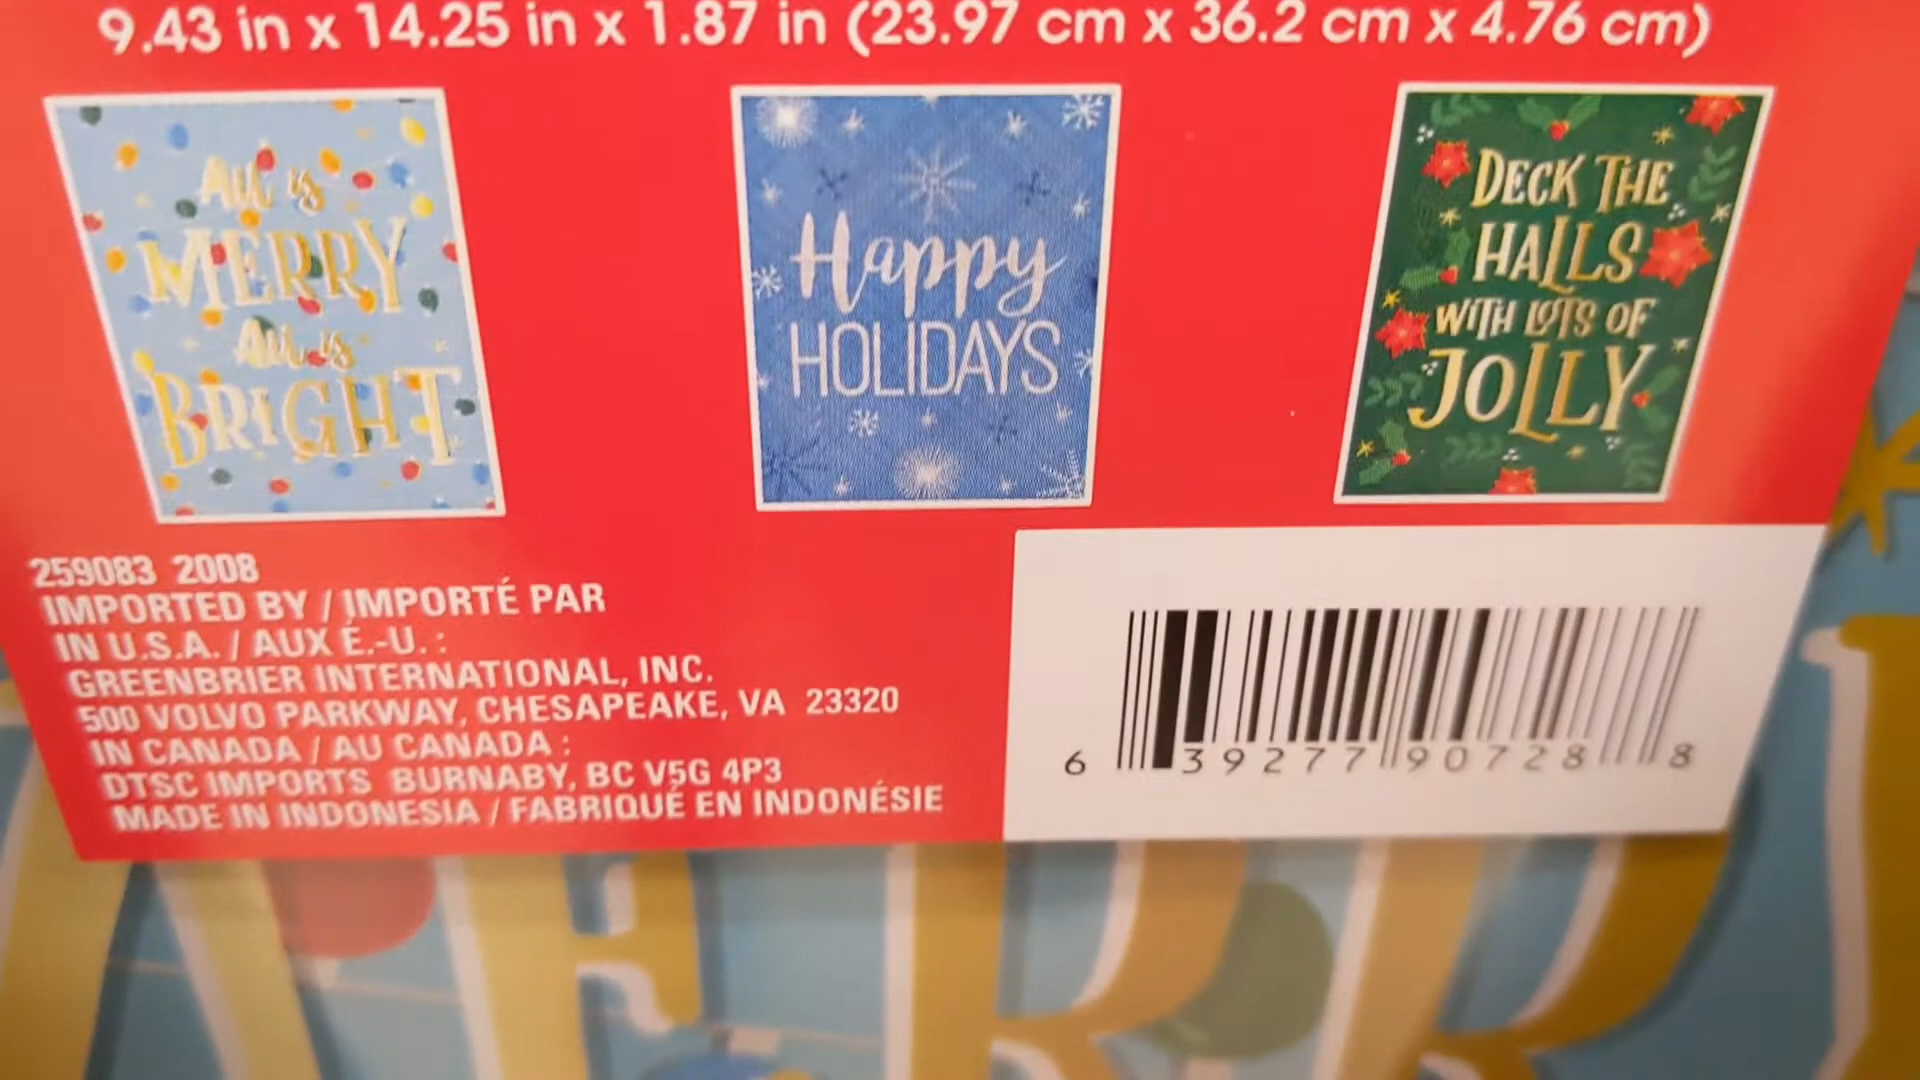 9.43 in x 14.25 in x 1.87 in (23.97 cm x 36.2 cm x 4.76 cm)
All is
MERRY
All is
BRIGHT
Happy
HOLIDAYS
DECK THE
HALLS
WITH LOTS OF
JOLLY
259083 2008
IMPORTED BY / IMPORTÉ PAR
IN U.S.A. / AUX É.-U. :
GREENBRIER INTERNATIONAL, INC.
500 VOLVO PARKWAY, CHESAPEAKE, VA 23320
IN CANADA / AU CANADA :
DTSC IMPORTS BURNABY, BC V5G 4P3
MADE IN INDONESIA / FABRIQUÉ EN INDONÉSIE
6 39277 90728 8
ERR